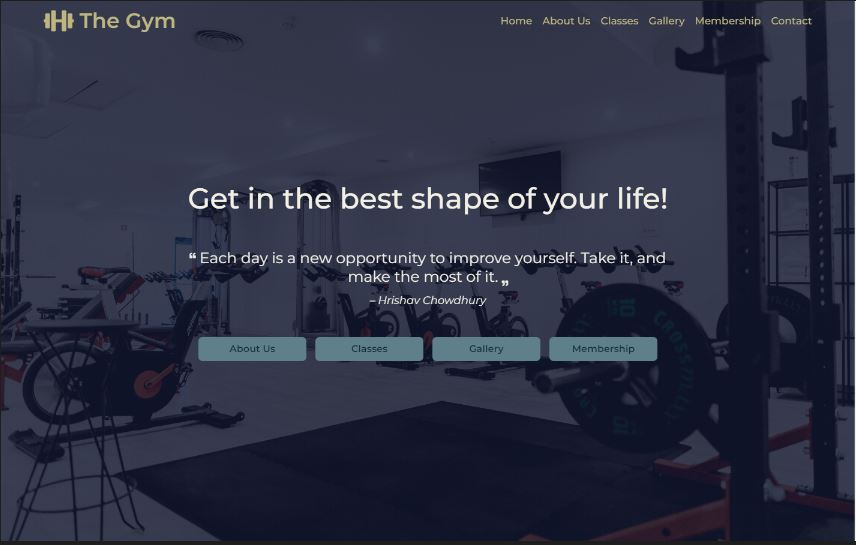 The Gym
Home About Us Classes Gallery Membership Contact
Get in the best shape of your life!
❝ Each day is a new opportunity to improve yourself. Take it, and
make the most of it. ❞
– Hrishav Chowdhury
About Us Classes Gallery Membership
10